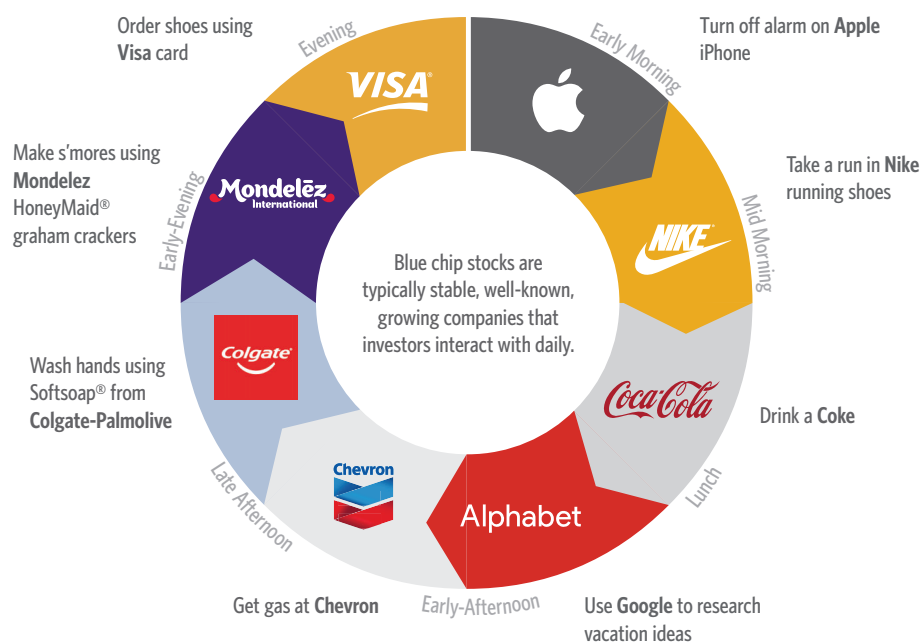 Early Morning
Turn off alarm on Apple
iPhone
Mid Morning
NIKE
Take a run in Nike
running shoes
Lunch
Coca-Cola
Drink a Coke
Alphabet
Use Google to research
vacation ideas
Early-Afternoon
Chevron
Get gas at Chevron
Late Afternoon
Colgate®
Wash hands using
Softsoap® from
Colgate-Palmolive
Early-Evening
Mondelēz
International
Make s'mores using
Mondelez
HoneyMaid®
graham crackers
Evening
VISA®
Order shoes using
Visa card
Blue chip stocks are
typically stable, well-known,
growing companies that
investors interact with daily.